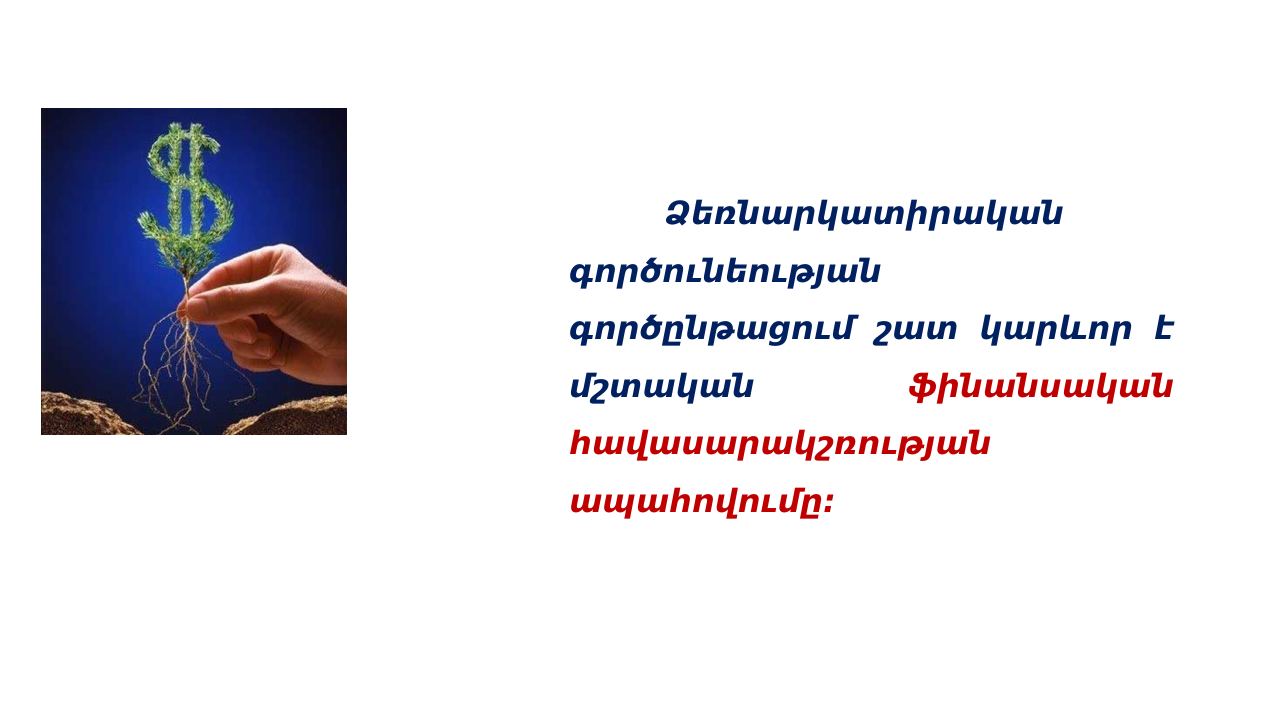 Ձեռնարկատիրական
գործունեության
գործընթացում շատ կարևոր է
մշտական ֆինանսական
հավասարակշռության
ապահովումը: